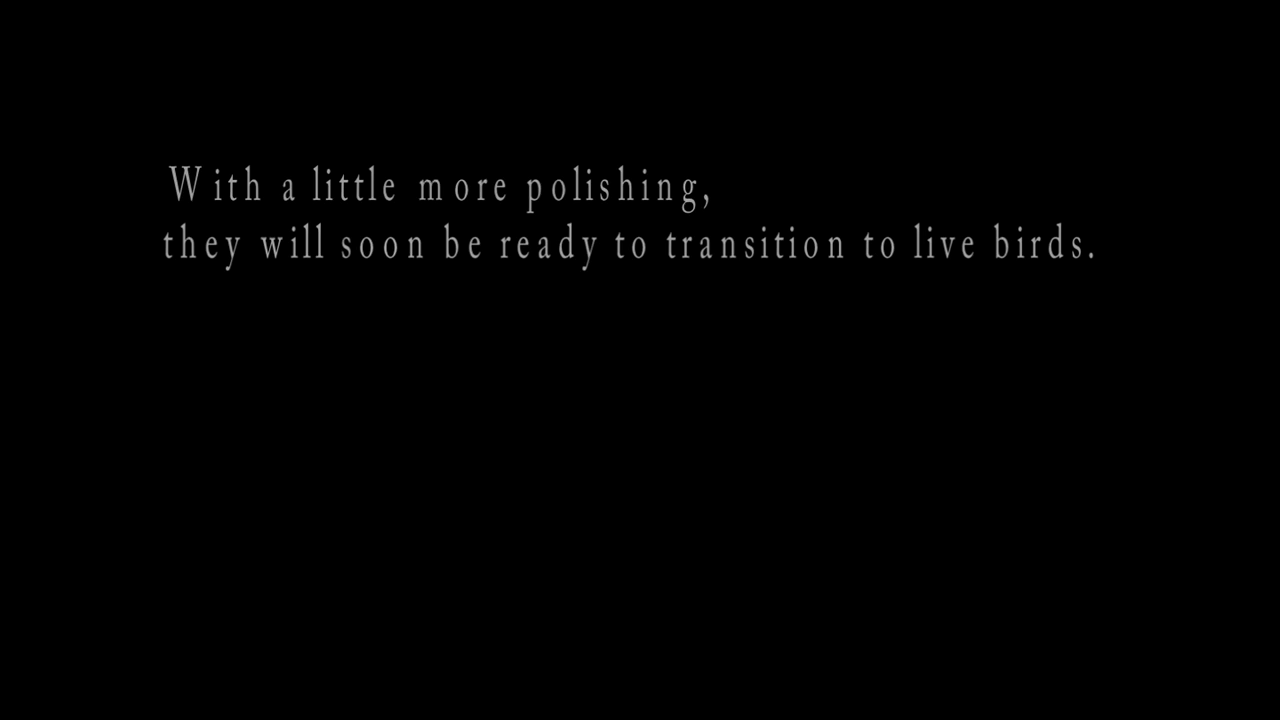 With a little more polishing,
they will soon be ready to transition to live birds.